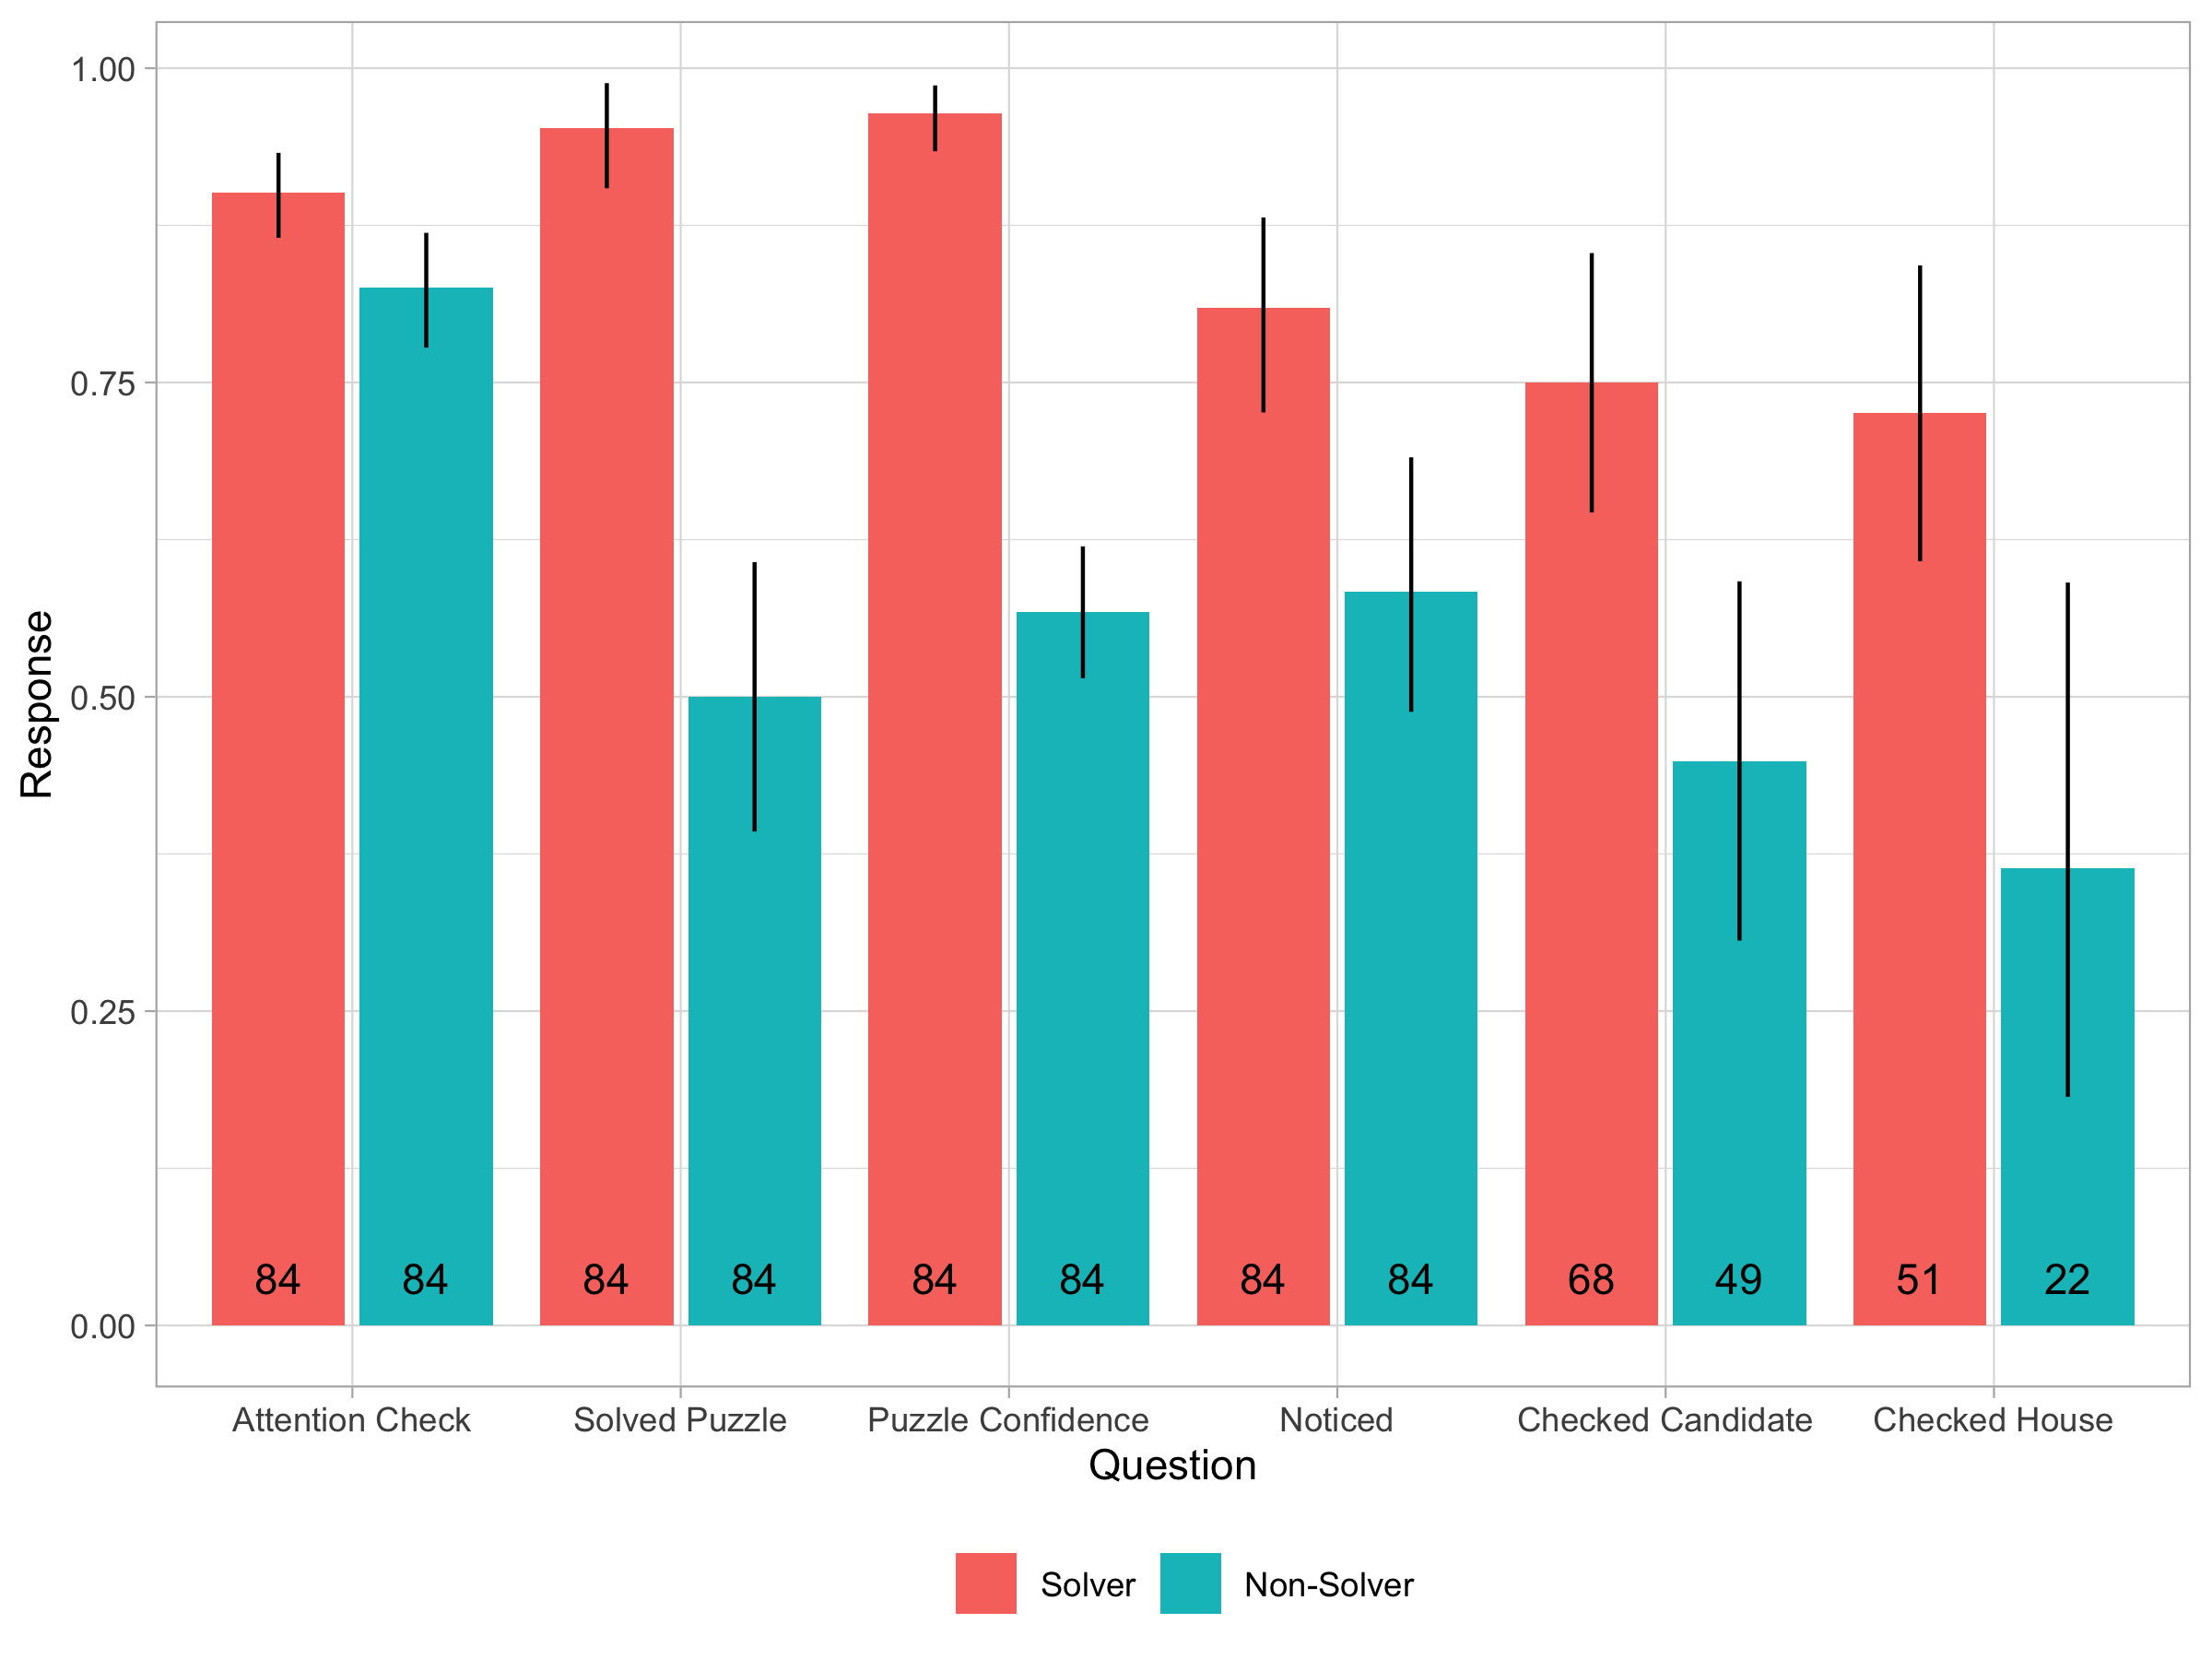 1.00
0.75
0.50
0.25
0.00
Response
84 84 84 84 84 84 84 84 68 49 51 22
Attention Check Solved Puzzle Puzzle Confidence Noticed Checked Candidate Checked House
Question
Solver Non-Solver